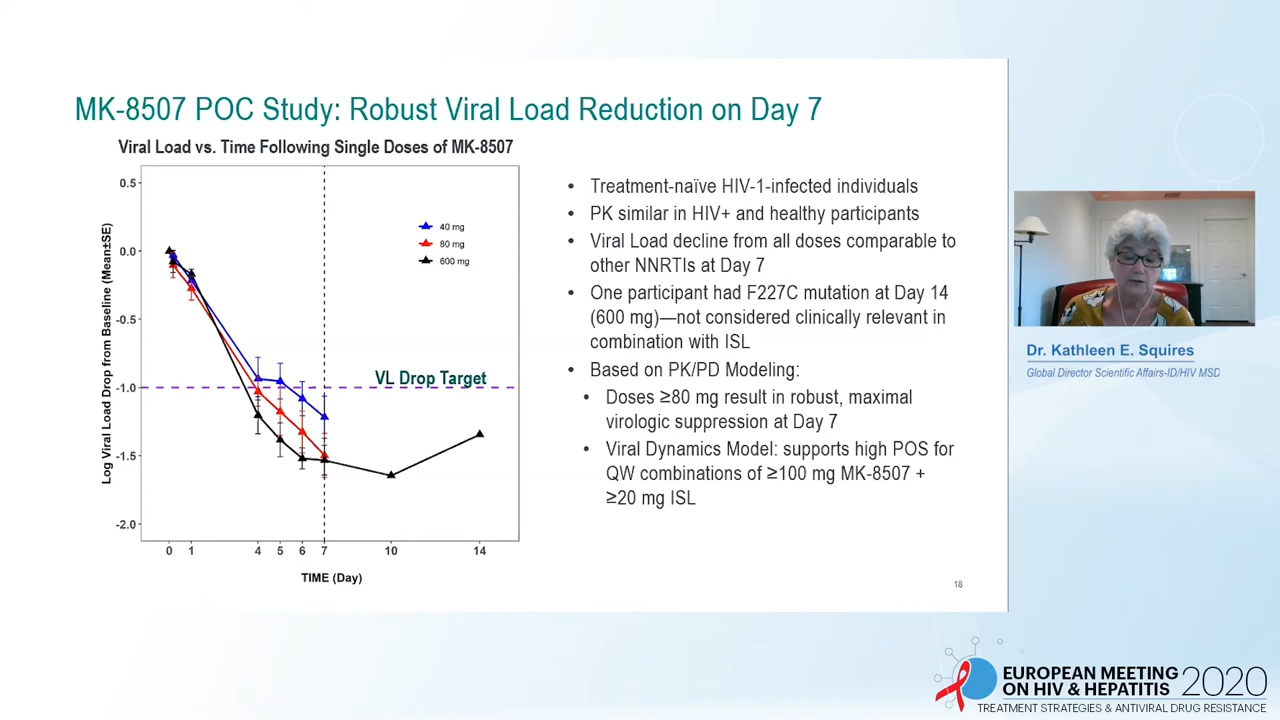 MK-8507 POC Study: Robust Viral Load Reduction on Day 7
Viral Load vs. Time Following Single Doses of MK-8507
Log Viral Load Drop from Baseline (Mean±SE)
0.5
0.0
-0.5
-1.0
-1.5
-2.0
40 mg
80 mg
600 mg
VL Drop Target
0 1 4 5 6 7 10 14
TIME (Day)
• Treatment-naïve HIV-1-infected individuals
• PK similar in HIV+ and healthy participants
• Viral Load decline from all doses comparable to
other NNRTIs at Day 7
• One participant had F227C mutation at Day 14
(600 mg)—not considered clinically relevant in
combination with ISL
• Based on PK/PD Modeling:
• Doses ≥80 mg result in robust, maximal
virologic suppression at Day 7
• Viral Dynamics Model: supports high POS for
QW combinations of ≥100 mg MK-8507 +
≥20 mg ISL
18
Dr. Kathleen E. Squires
Global Director Scientific Affairs-ID/HIV MSD
EUROPEAN MEETING
ON HIV & HEPATITIS 2020
TREATMENT STRATEGIES & ANTIVIRAL DRUG RESISTANCE